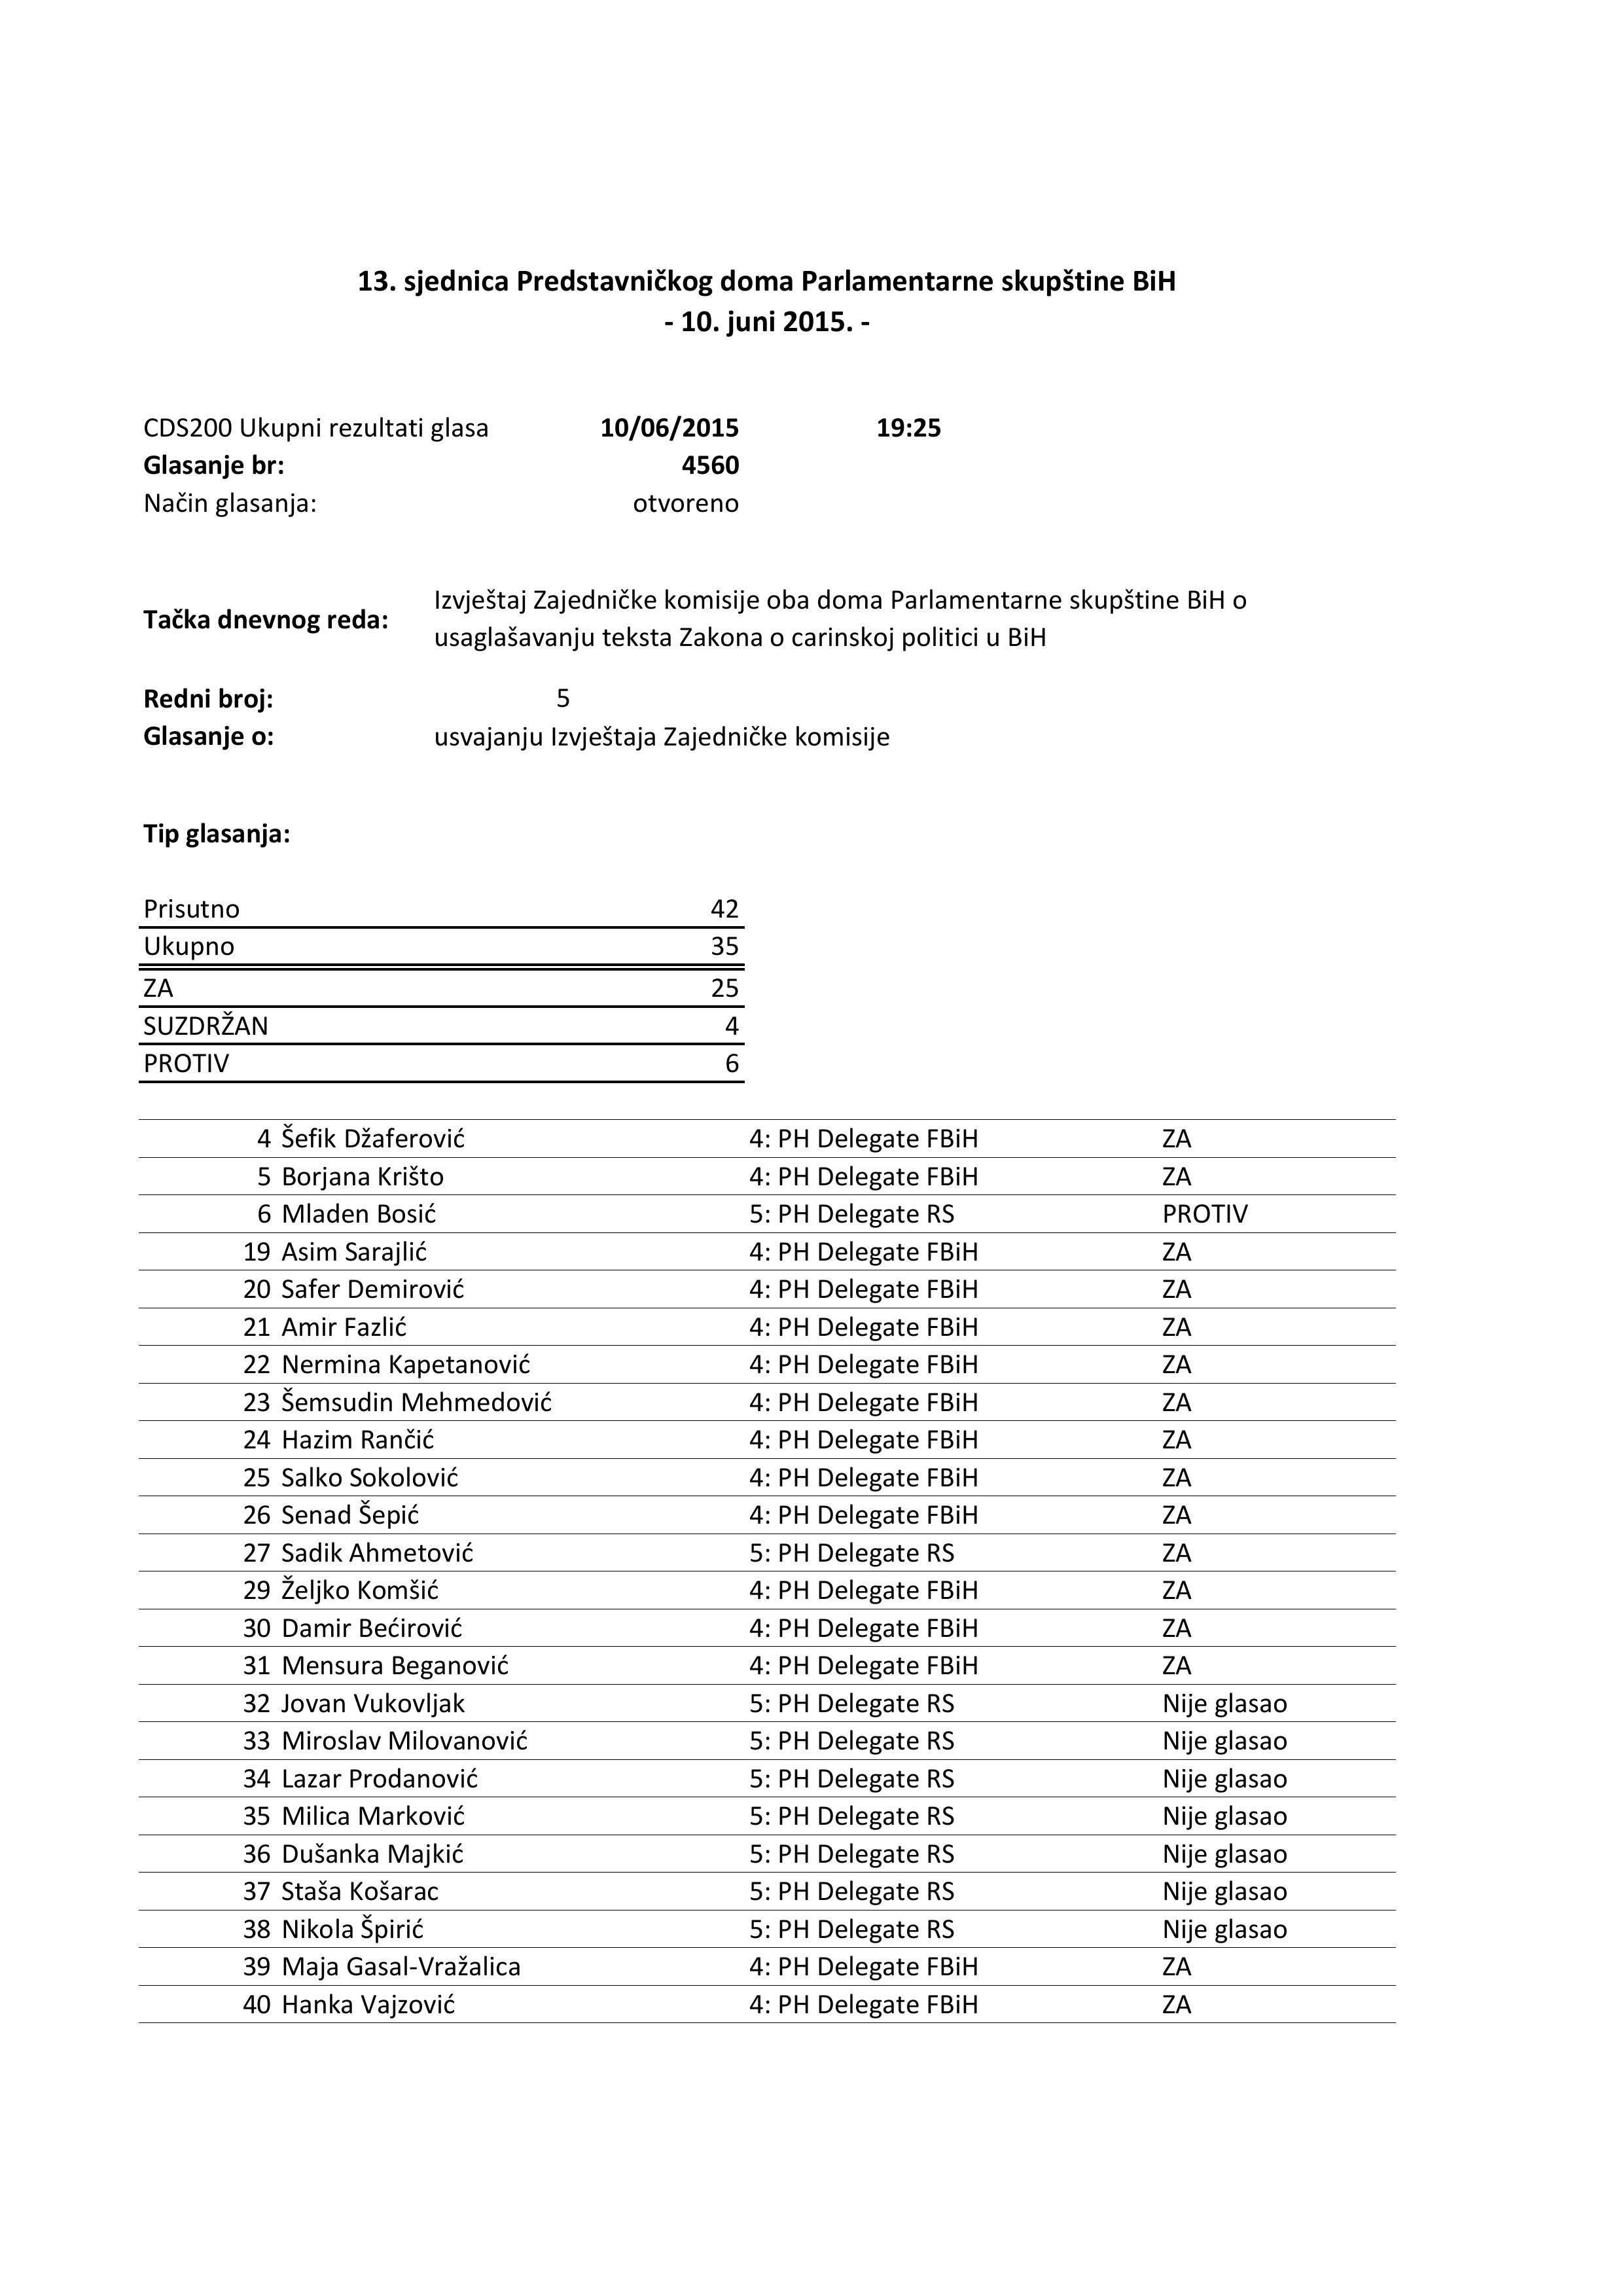 13. sjednica Predstavničkog doma Parlamentarne skupštine BiH
- 10. juni 2015. -
CDS200 Ukupni rezultati glasa 10/06/2015 19:25
Glasanje br: 4560
Način glasanja: otvoreno
Tačka dnevnog reda: Izvještaj Zajedničke komisije oba doma Parlamentarne skupštine BiH o
usaglašavanju teksta Zakona o carinskoj politici u BiH
Redni broj: 5
Glasanje o: usvajanju Izvještaja Zajedničke komisije
Tip glasanja:
Prisutno 42
Ukupno 35
ZA 25
SUZDRŽAN 4
PROTIV 6
4 Šefik Džaferović 4: PH Delegate FBiH ZA
5 Borjana Krišto 4: PH Delegate FBiH ZA
6 Mladen Bosić 5: PH Delegate RS PROTIV
19 Asim Sarajlić 4: PH Delegate FBiH ZA
20 Safer Demirović 4: PH Delegate FBiH ZA
21 Amir Fazlić 4: PH Delegate FBiH ZA
22 Nermina Kapetanović 4: PH Delegate FBiH ZA
23 Šemsudin Mehmedović 4: PH Delegate FBiH ZA
24 Hazim Rančić 4: PH Delegate FBiH ZA
25 Salko Sokolović 4: PH Delegate FBiH ZA
26 Senad Šepić 4: PH Delegate FBiH ZA
27 Sadik Ahmetović 5: PH Delegate RS ZA
29 Željko Komšić 4: PH Delegate FBiH ZA
30 Damir Bećirović 4: PH Delegate FBiH ZA
31 Mensura Beganović 4: PH Delegate FBiH ZA
32 Jovan Vukovljak 5: PH Delegate RS Nije glasao
33 Miroslav Milovanović 5: PH Delegate RS Nije glasao
34 Lazar Prodanović 5: PH Delegate RS Nije glasao
35 Milica Marković 5: PH Delegate RS Nije glasao
36 Dušanka Majkić 5: PH Delegate RS Nije glasao
37 Staša Košarac 5: PH Delegate RS Nije glasao
38 Nikola Špirić 5: PH Delegate RS Nije glasao
39 Maja Gasal-Vražalica 4: PH Delegate FBiH ZA
40 Hanka Vajzović 4: PH Delegate FBiH ZA